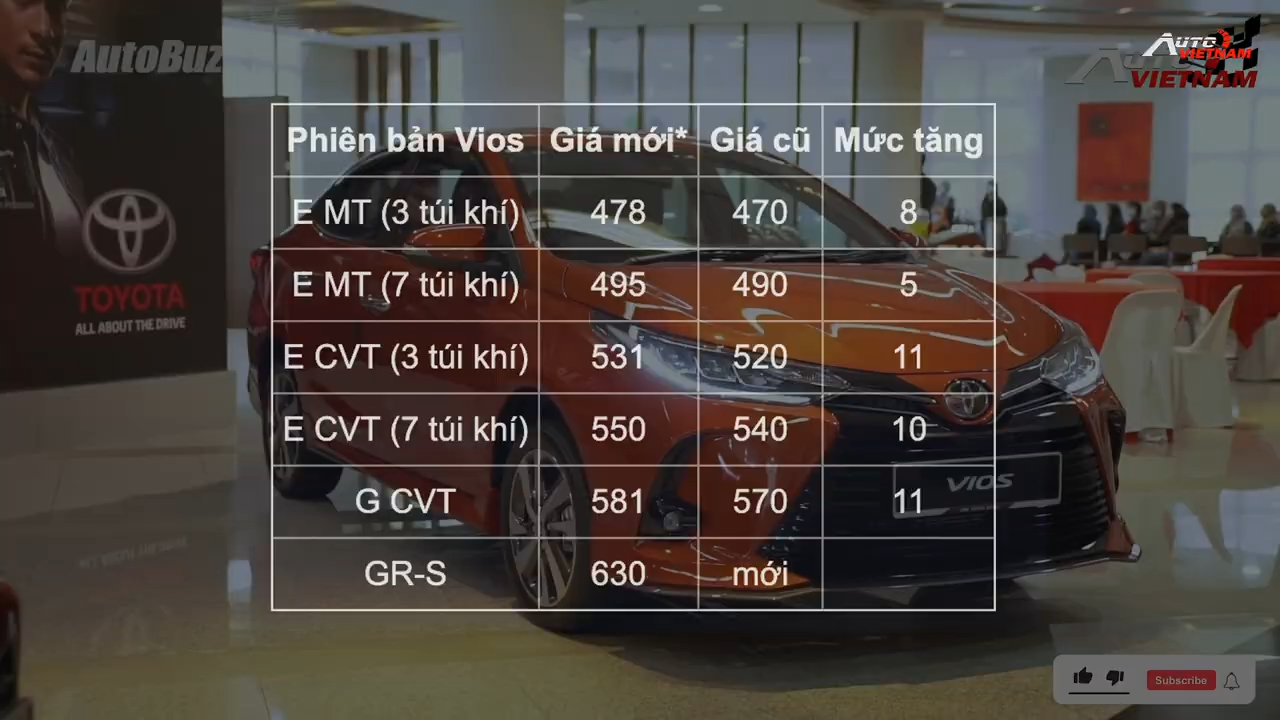 AutoBuz
AUTO
VIETNAM
AUTO
VIETNAM
TOYOTA
ALL ABOUT THE DRIVE
Phiên bản Vios Giá mới* Giá cũ Mức tăng
E MT (3 túi khí) 478 470 8
E MT (7 túi khí) 495 490 5
E CVT (3 túi khí) 531 520 11
E CVT (7 túi khí) 550 540 10
G CVT 581 570 11
GR-S 630 mới
VIOS
Subscribe